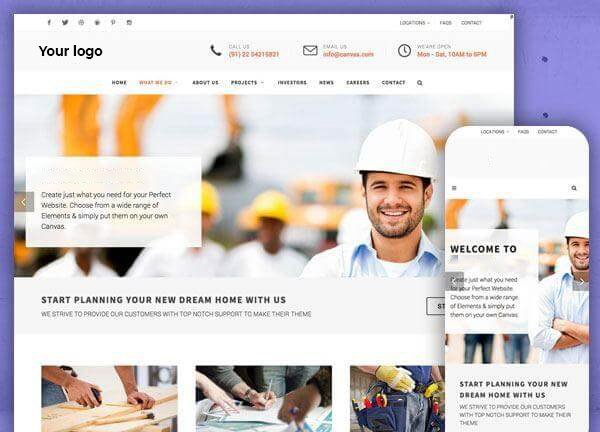 LOCATIONS FAQS CONTACT
Your logo
CALL US
(91) 22 54215821
EMAIL US
info@canvas.com
WE ARE OPEN
Mon - Sat, 10AM to 6PM
HOME WHAT WE DO ABOUT US PROJECTS INVESTORS NEWS CAREERS CONTACT
Create just what you need for your Perfect
Website. Choose from a wide range of
Elements & simply put them on your own
Canvas.
START PLANNING YOUR NEW DREAM HOME WITH US
WE STRIVE TO PROVIDE OUR CUSTOMERS WITH TOP NOTCH SUPPORT TO MAKE THEIR THEME
ST
LOCATIONS FAQS CONTACT
WELCOME TO
Create just what you need
for your Perfect Website.
Choose from a wide range
of Elements & simply put
them on your own Canvas.
START PLANNING YOUR NEW
DREAM HOME WITH US
WE STRIVE TO PROVIDE OUR CUSTOMERS
WITH TOP NOTCH SUPPORT TO MAKE THEIR
THEME